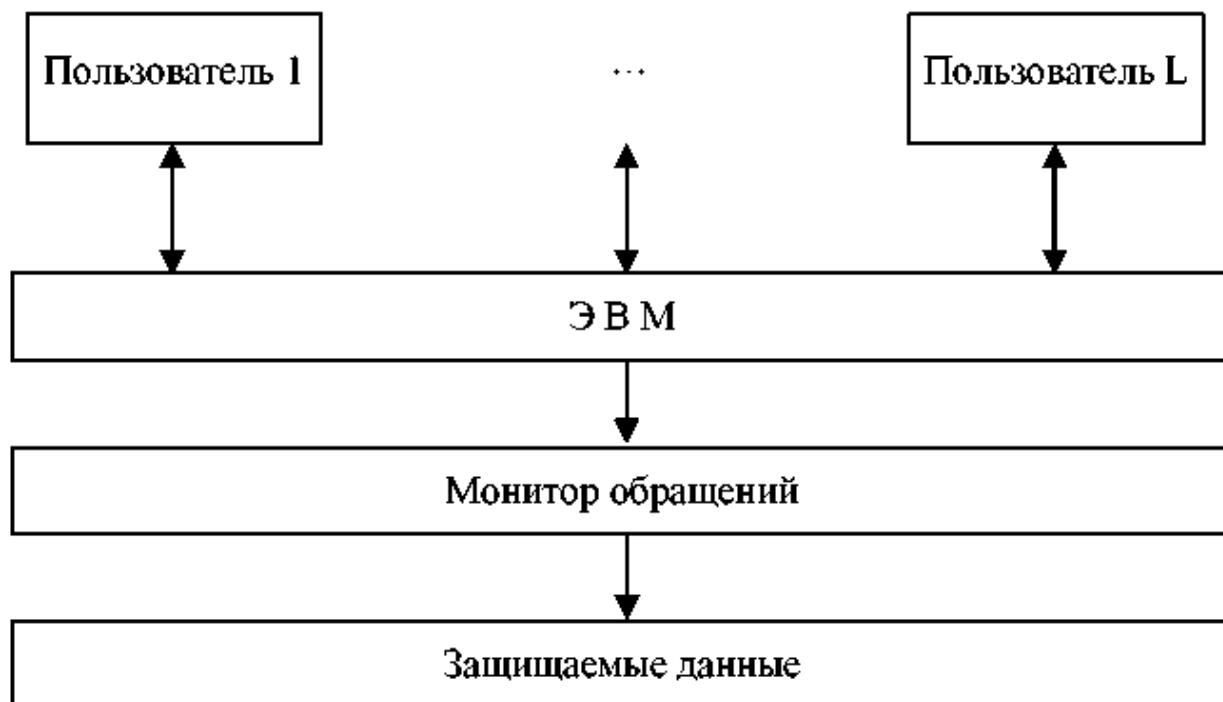 Пользователь 1
...
Пользователь L
Э В М
Монитор обращений
Защищаемые данные